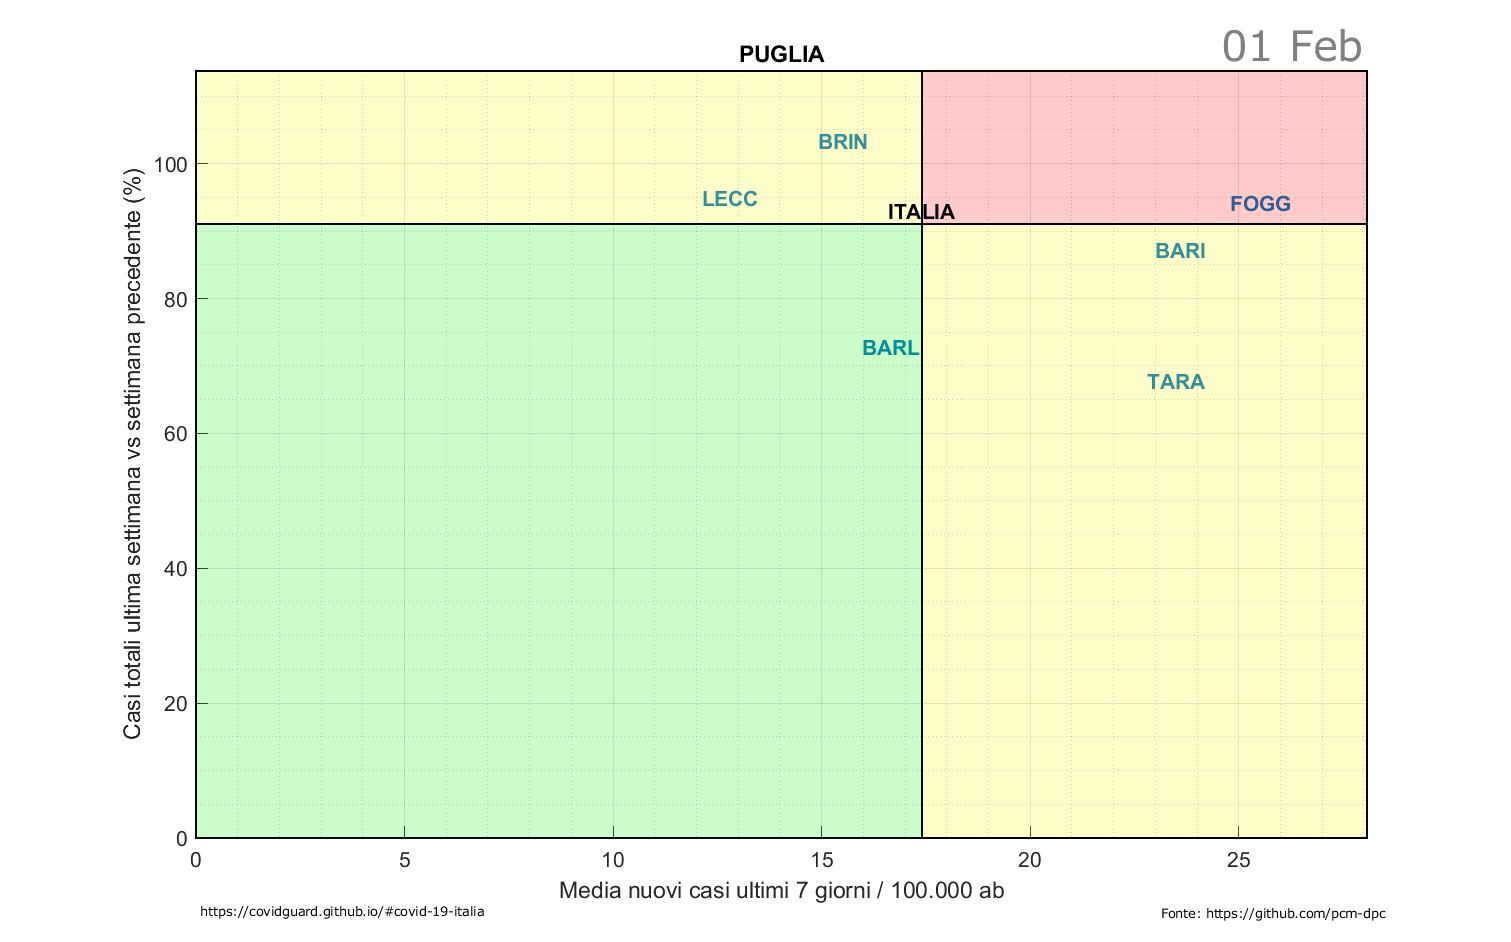 01 Feb
PUGLIA
BRIN
100
LECC
FOGG
ITALIA
BARI
80
BARL
TARA
60
40
20
0
0 5 10 15 20 25
Casi totali ultima settimana vs settimana precedente (%)
Media nuovi casi ultimi 7 giorni / 100.000 ab
https://covidguard.github.io/#covid-19-italia
Fonte: https://github.com/pcm-dpc